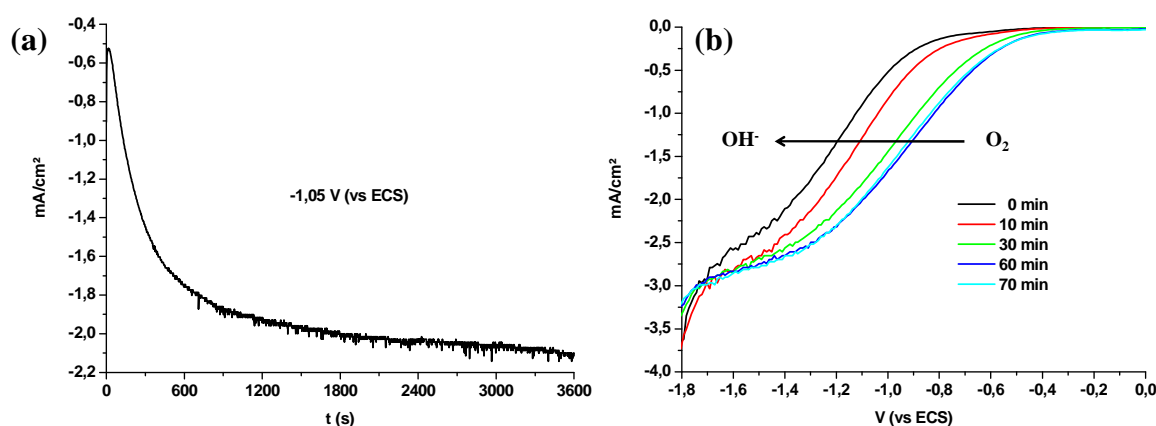 (a)
-0,4
-0,6
-0,8
-1,0
-1,2
-1,4
-1,6
-1,8
-2,0
-2,2
mA/cm²
-1,05 V (vs ECS)
0 600 1200 1800 2400 3000 3600
t (s)
(b)
0,0
-0,5
-1,0
-1,5
-2,0
-2,5
-3,0
-3,5
-4,0
mA/cm²
OH⁻ O₂
0 min
10 min
30 min
60 min
70 min
-1,8 -1,6 -1,4 -1,2 -1,0 -0,8 -0,6 -0,4 -0,2 0,0
V (vs ECS)